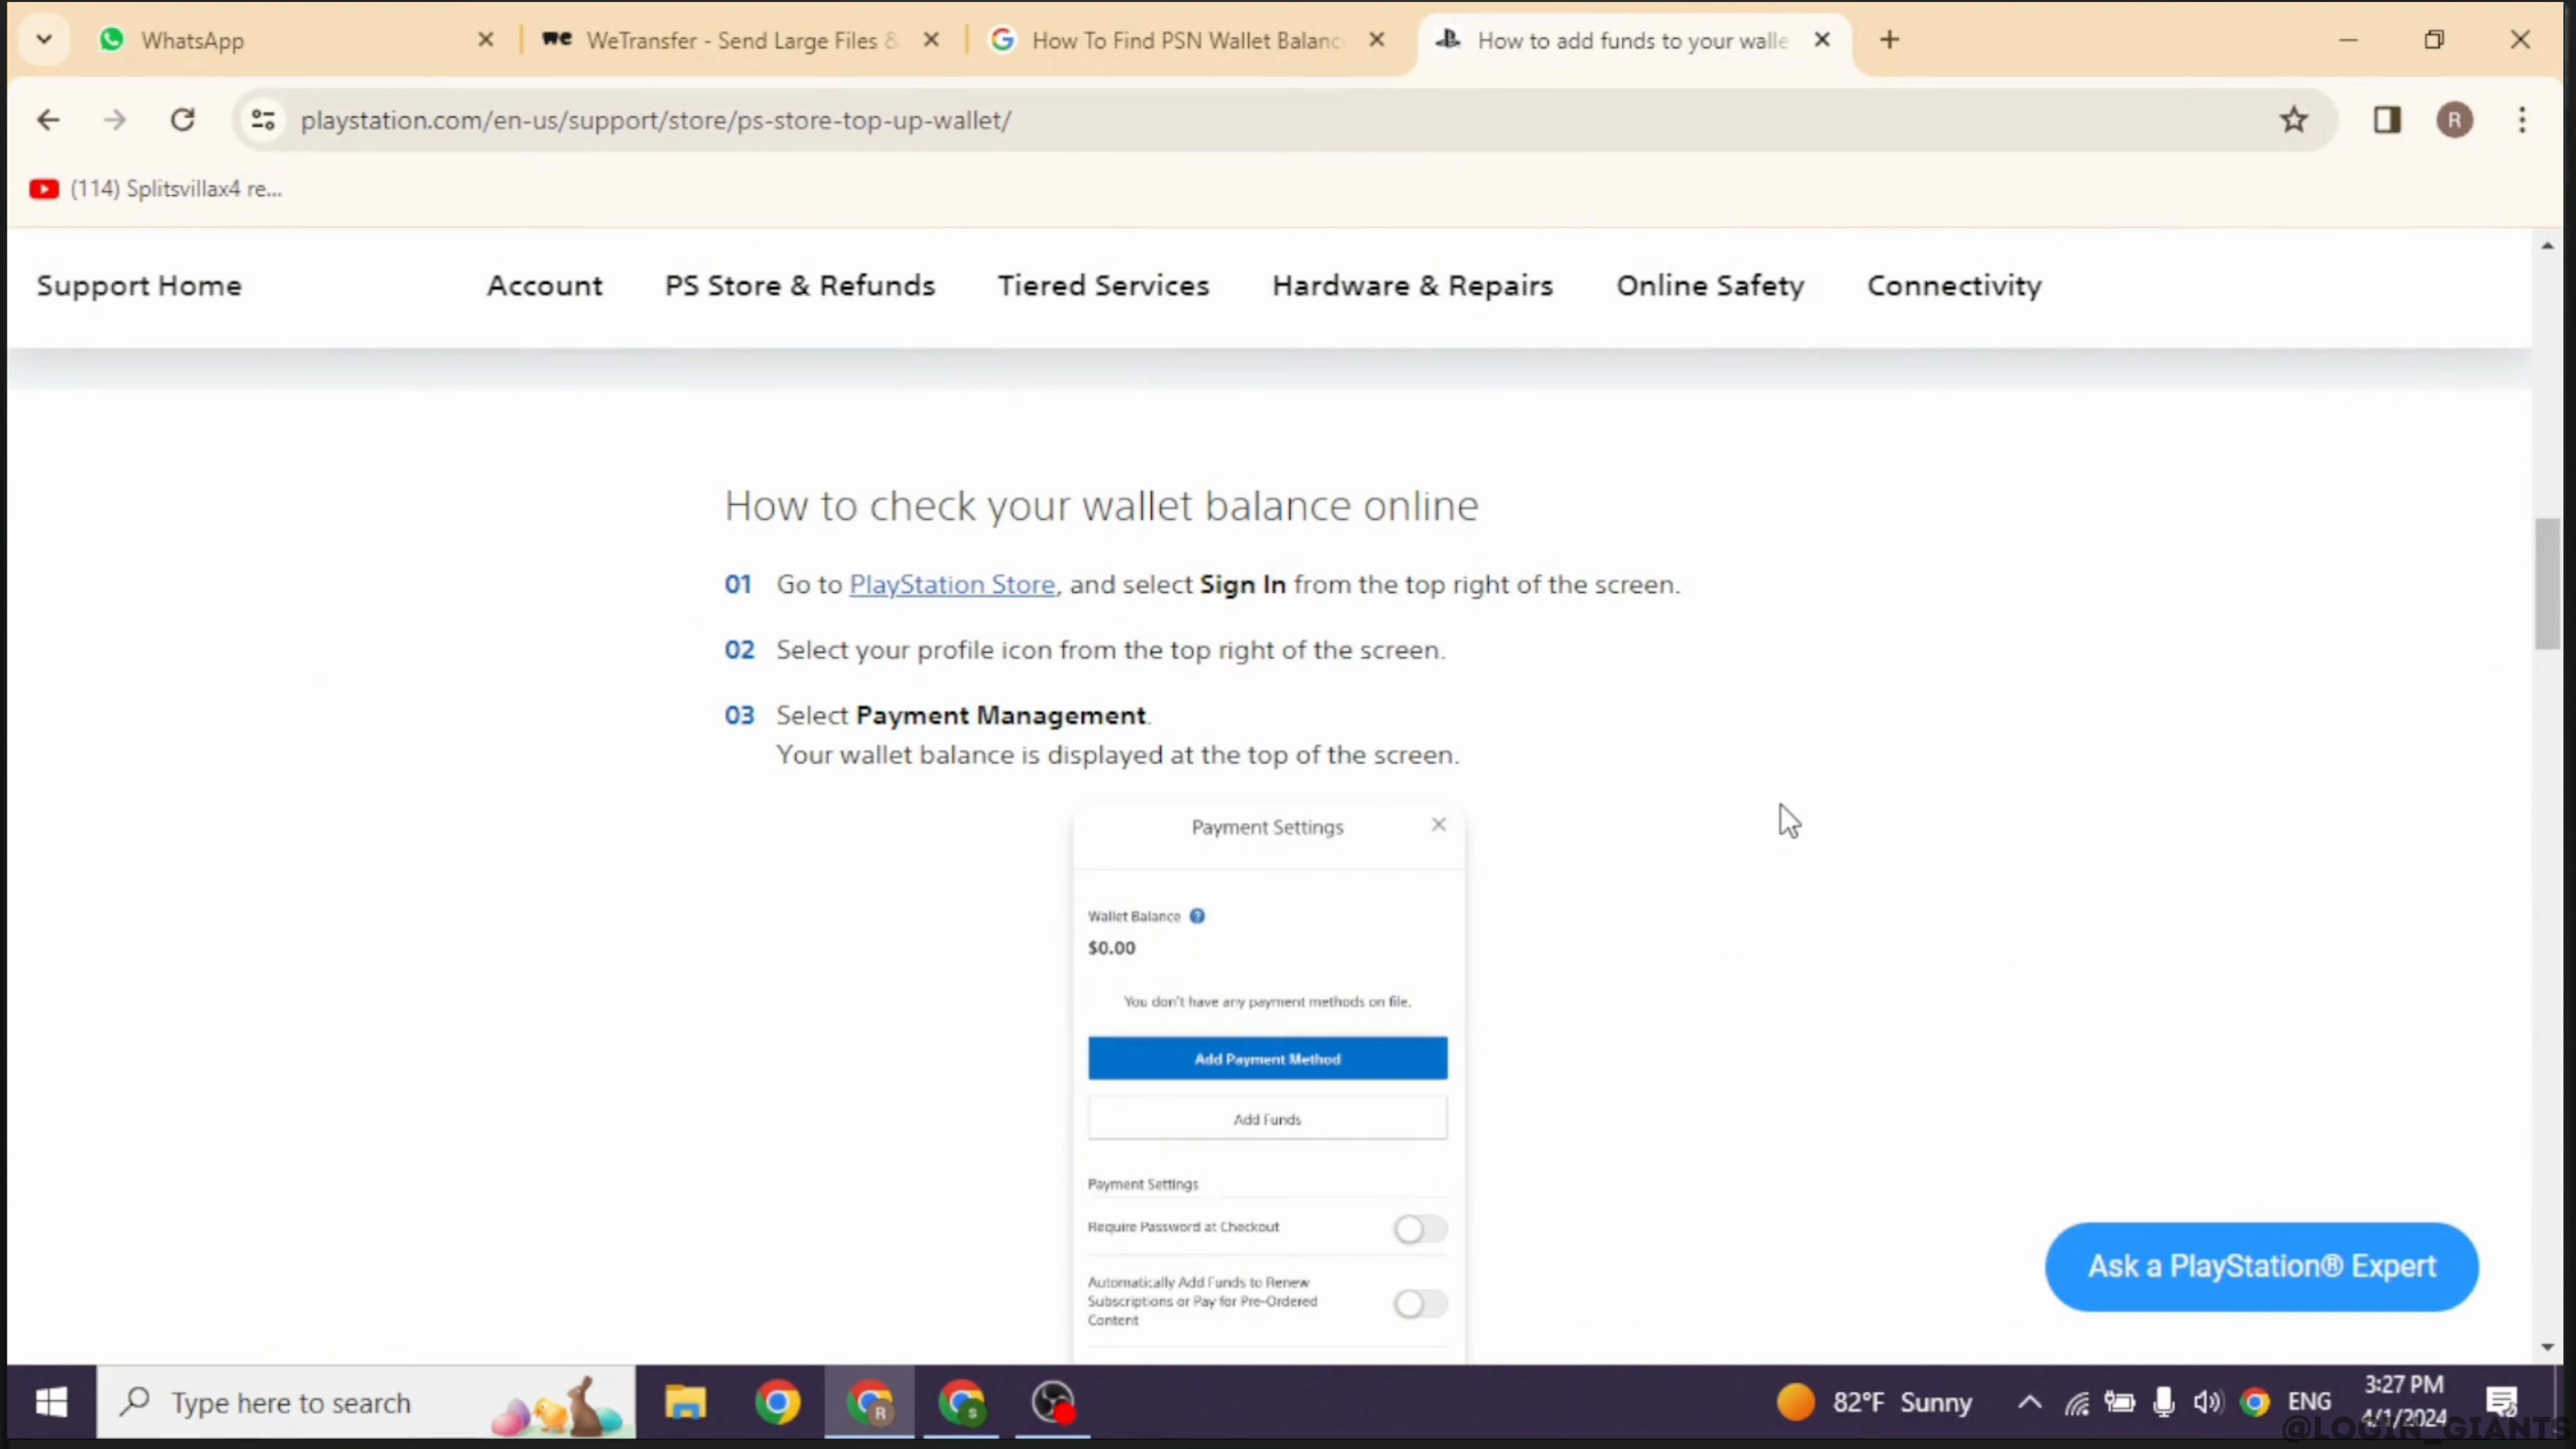 WhatsApp
WeTransfer - Send Large Files &
How To Find PSN Wallet Balanc
How to add funds to your walle
playstation.com/en-us/support/store/ps-store-top-up-wallet/
R
(114) Splitsvillax4 re...
Support Home Account PS Store & Refunds Tiered Services Hardware & Repairs Online Safety Connectivity
How to check your wallet balance online
01 Go to PlayStation Store, and select Sign In from the top right of the screen.
02 Select your profile icon from the top right of the screen.
03 Select Payment Management.
Your wallet balance is displayed at the top of the screen.
Payment Settings
Wallet Balance ?
$0.00
You don't have any payment methods on file.
Add Payment Method
Add Funds
Payment Settings
Require Password at Checkout
Automatically Add Funds to Renew
Subscriptions or Pay for Pre-Ordered
Content
Ask a PlayStation® Expert
Type here to search
R
S
82°F Sunny
ENG
3:27 PM
4/1/2024
@LOGIN_GIANTS